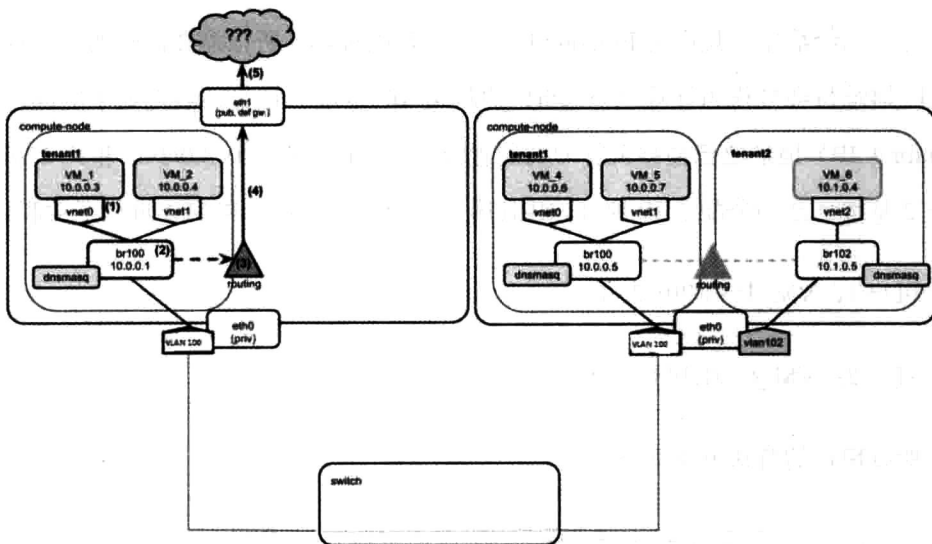 ???
(5)
eth1
(pub, def gw.)
compute-node
tenant1
VM_1
10.0.0.3
VM_2
10.0.0.4
vnet0
(1)
vnet1
(4)
br100
10.0.0.1
(2)
(3)
dnsmasq
routing
VLAN 100
eth0
(priv)
compute-node
tenant1
VM_4
10.0.0.6
VM_5
10.0.0.7
vnet0
vnet1
tenant2
VM_6
10.1.0.4
vnet2
br100
10.0.0.5
dnsmasq
routing
br102
10.1.0.5
dnsmasq
VLAN 100
eth0
(priv)
vlan102
switch